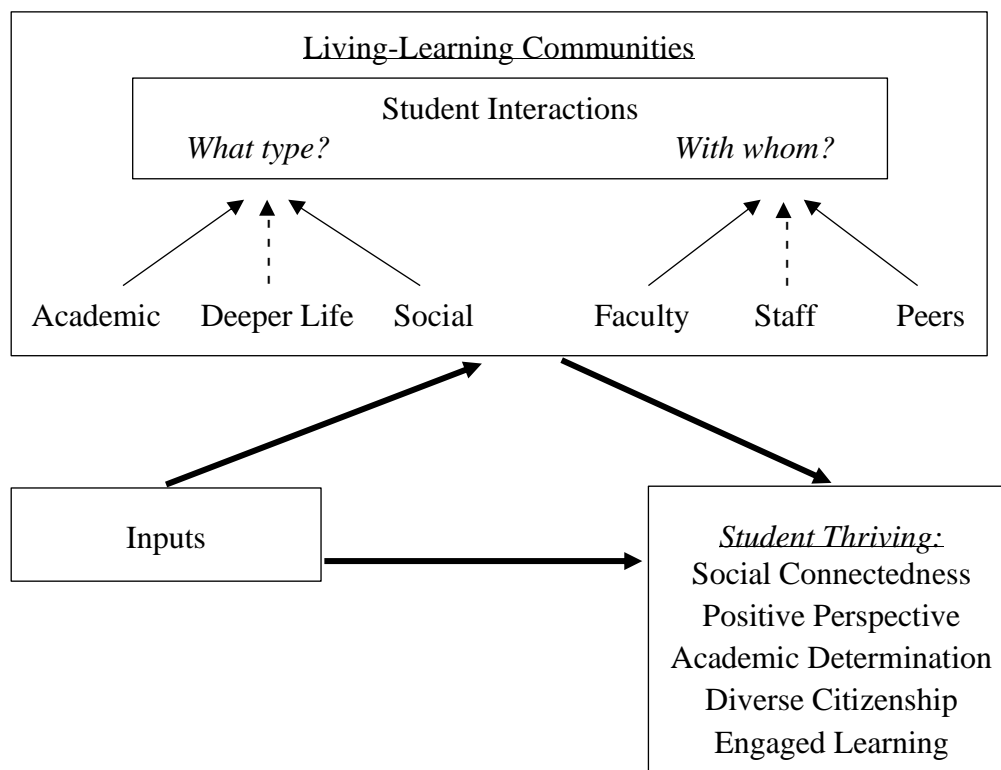 Living-Learning Communities
Student Interactions
What type? With whom?
Academic Deeper Life Social Faculty Staff Peers
Inputs
Student Thriving:
Social Connectedness
Positive Perspective
Academic Determination
Diverse Citizenship
Engaged Learning